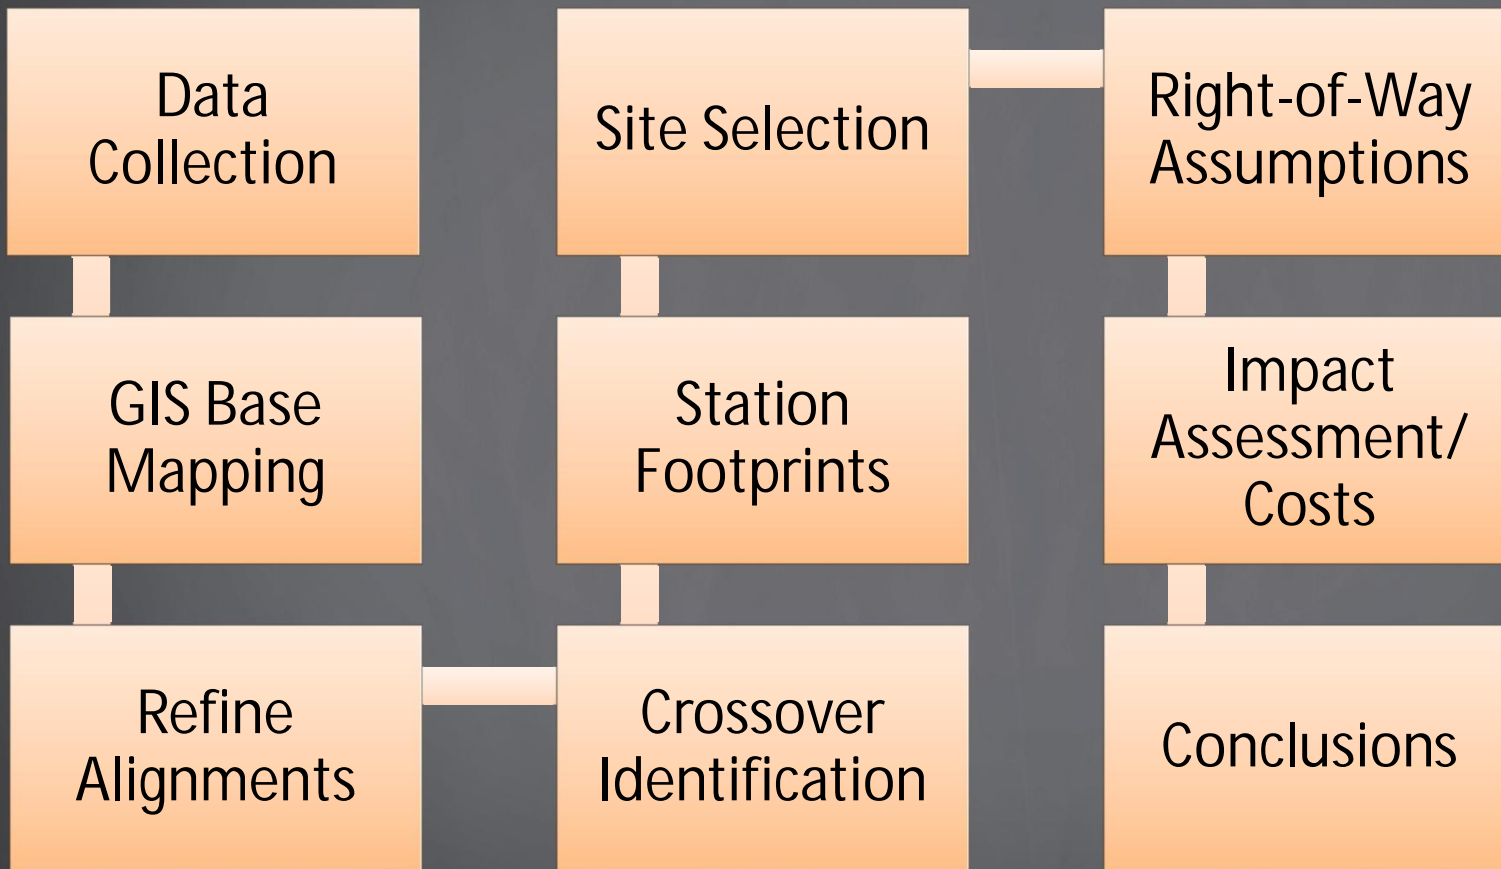 Data
Collection
GIS Base
Mapping
Refine
Alignments
Crossover
Identification
Station
Footprints
Site Selection
Right-of-Way
Assumptions
Impact
Assessment/
Costs
Conclusions